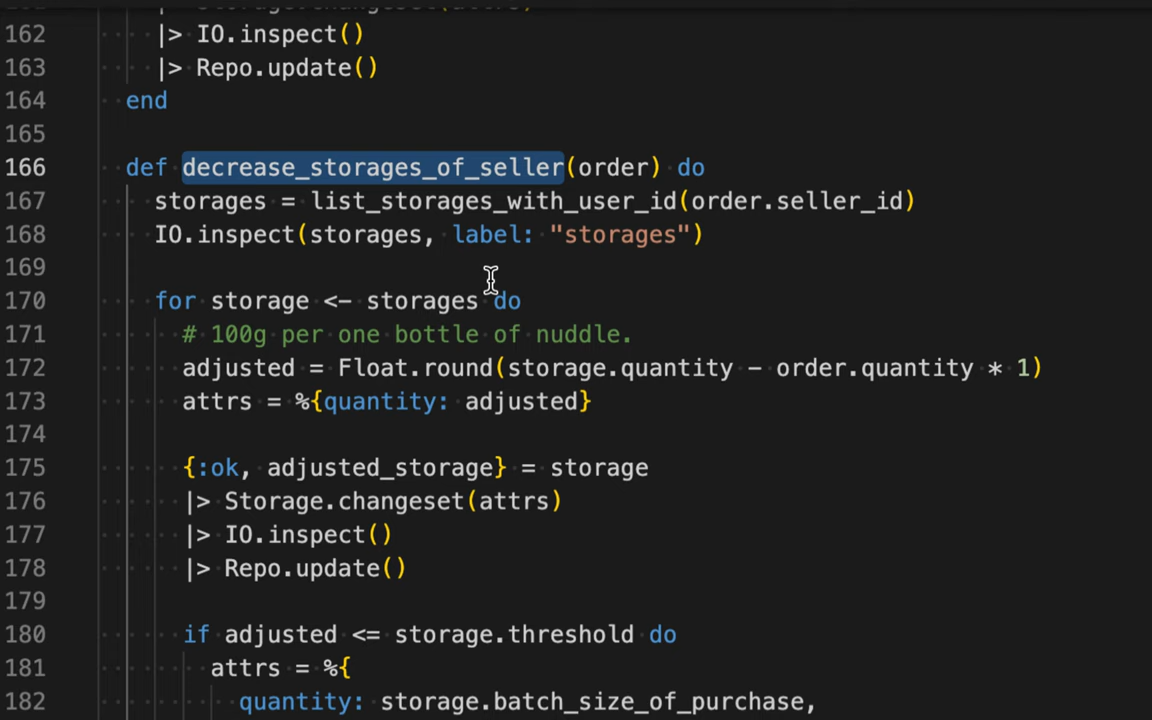 162 |> IO.inspect()
163 |> Repo.update()
164 end
165
166 def decrease_storages_of_seller(order) do
167 storages = list_storages_with_user_id(order.seller_id)
168 IO.inspect(storages, label: "storages")
169
170 for storage <- storages do
171 # 100g per one bottle of nuddle.
172 adjusted = Float.round(storage.quantity - order.quantity * 1)
173 attrs = %{quantity: adjusted}
174
175 {:ok, adjusted_storage} = storage
176 |> Storage.changeset(attrs)
177 |> IO.inspect()
178 |> Repo.update()
179
180 if adjusted <= storage.threshold do
181 attrs = %{
182 quantity: storage.batch_size_of_purchase,